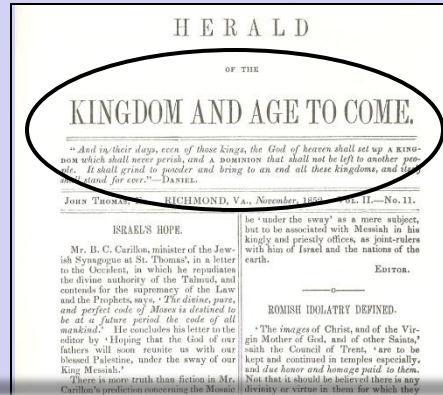 HERALD
OF THE
KINGDOM AND AGE TO COME.
"And in their days, even of those kings, the God of heaven shall set up A KING-
DOM which shall never perish, and A DOMINION that shall not be left to another peo-
ple. It shall grind to powder and bring to an end all these kingdoms, and itself
shall stand for ever."—DANIEL.
JOHN THOMAS, RICHMOND, VA., November, VOL. II.—No. 11.
ISRAEL'S HOPE.
Mr. B. C. Carillon, minister of the Jew-
ish Synagogue at St. Thomas', in a letter
to the Occident, in which he repudiates
the divine authority of the Talmud, and
contends for the supremacy of the Law
and the Prophets, says, 'The divine, pure,
and perfect code of Moses is destined to
be at a future period the code of all
mankind.' He concludes his letter to the
editor by 'Hoping that the God of our
fathers will soon reunite us with our
blessed Palestine, under the sway of our
King Messiah.'
There is more truth than fiction in Mr.
Carillon's prediction concerning the Mosaic
be 'under the sway' as a mere subject,
but to be associated with Messiah in his
kingly and priestly offices, as joint-rulers
with him of Israel and the nations of the
earth.
EDITOR.
ROMISH IDOLATRY DEFINED.
'The images of Christ, and of the Vir-
gin Mother of God, and of other Saints,'
saith the Council of Trent, 'are to be
kept and continued in temples especially,
and due honor and homage paid to them.
Not that it should be believed there is any
divinity or virtue in them for which they